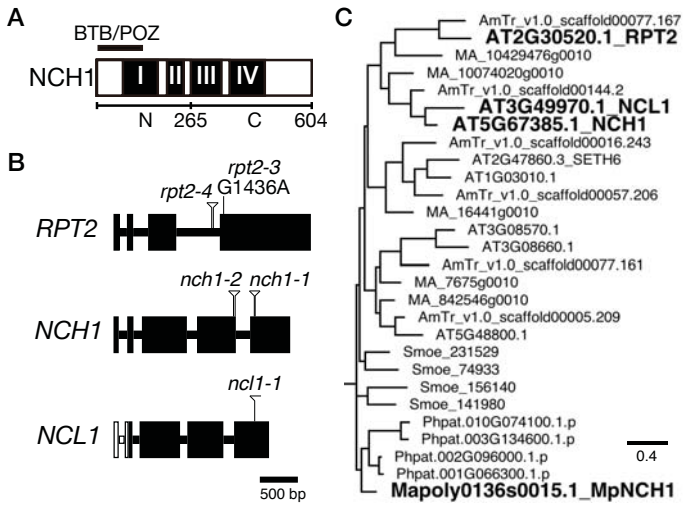 A
BTB/POZ
NCH1
I II III IV
N 265 C 604
B
rpt2-3
rpt2-4 G1436A
RPT2
nch1-2 nch1-1
NCH1
ncl1-1
NCL1
500 bp
C
AmTr_v1.0_scaffold00077.167
AT2G30520.1_RPT2
MA_10429476g0010
MA_10074020g0010
AmTr_v1.0_scaffold00144.2
AT3G49970.1_NCL1
AT5G67385.1_NCH1
AmTr_v1.0_scaffold00016.243
AT2G47860.3_SETH6
AT1G03010.1
AmTr_v1.0_scaffold00057.206
MA_16441g0010
AT3G08570.1
AT3G08660.1
AmTr_v1.0_scaffold00077.161
MA_7675g0010
MA_842546g0010
AmTr_v1.0_scaffold00005.209
AT5G48800.1
Smoe_231529
Smoe_74933
Smoe_156140
Smoe_141980
Phpat.010G074100.1.p
Phpat.003G134600.1.p
Phpat.002G096000.1.p
Phpat.001G066300.1.p
Mapoly0136s0015.1_MpNCH1
0.4